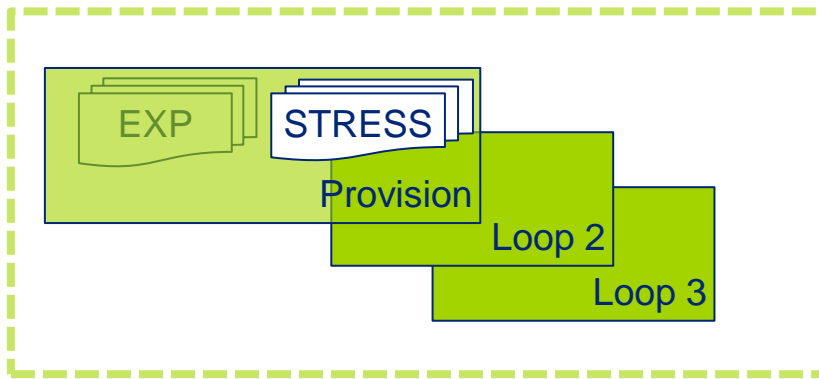 EXP
STRESS
Provision
Loop 2
Loop 3